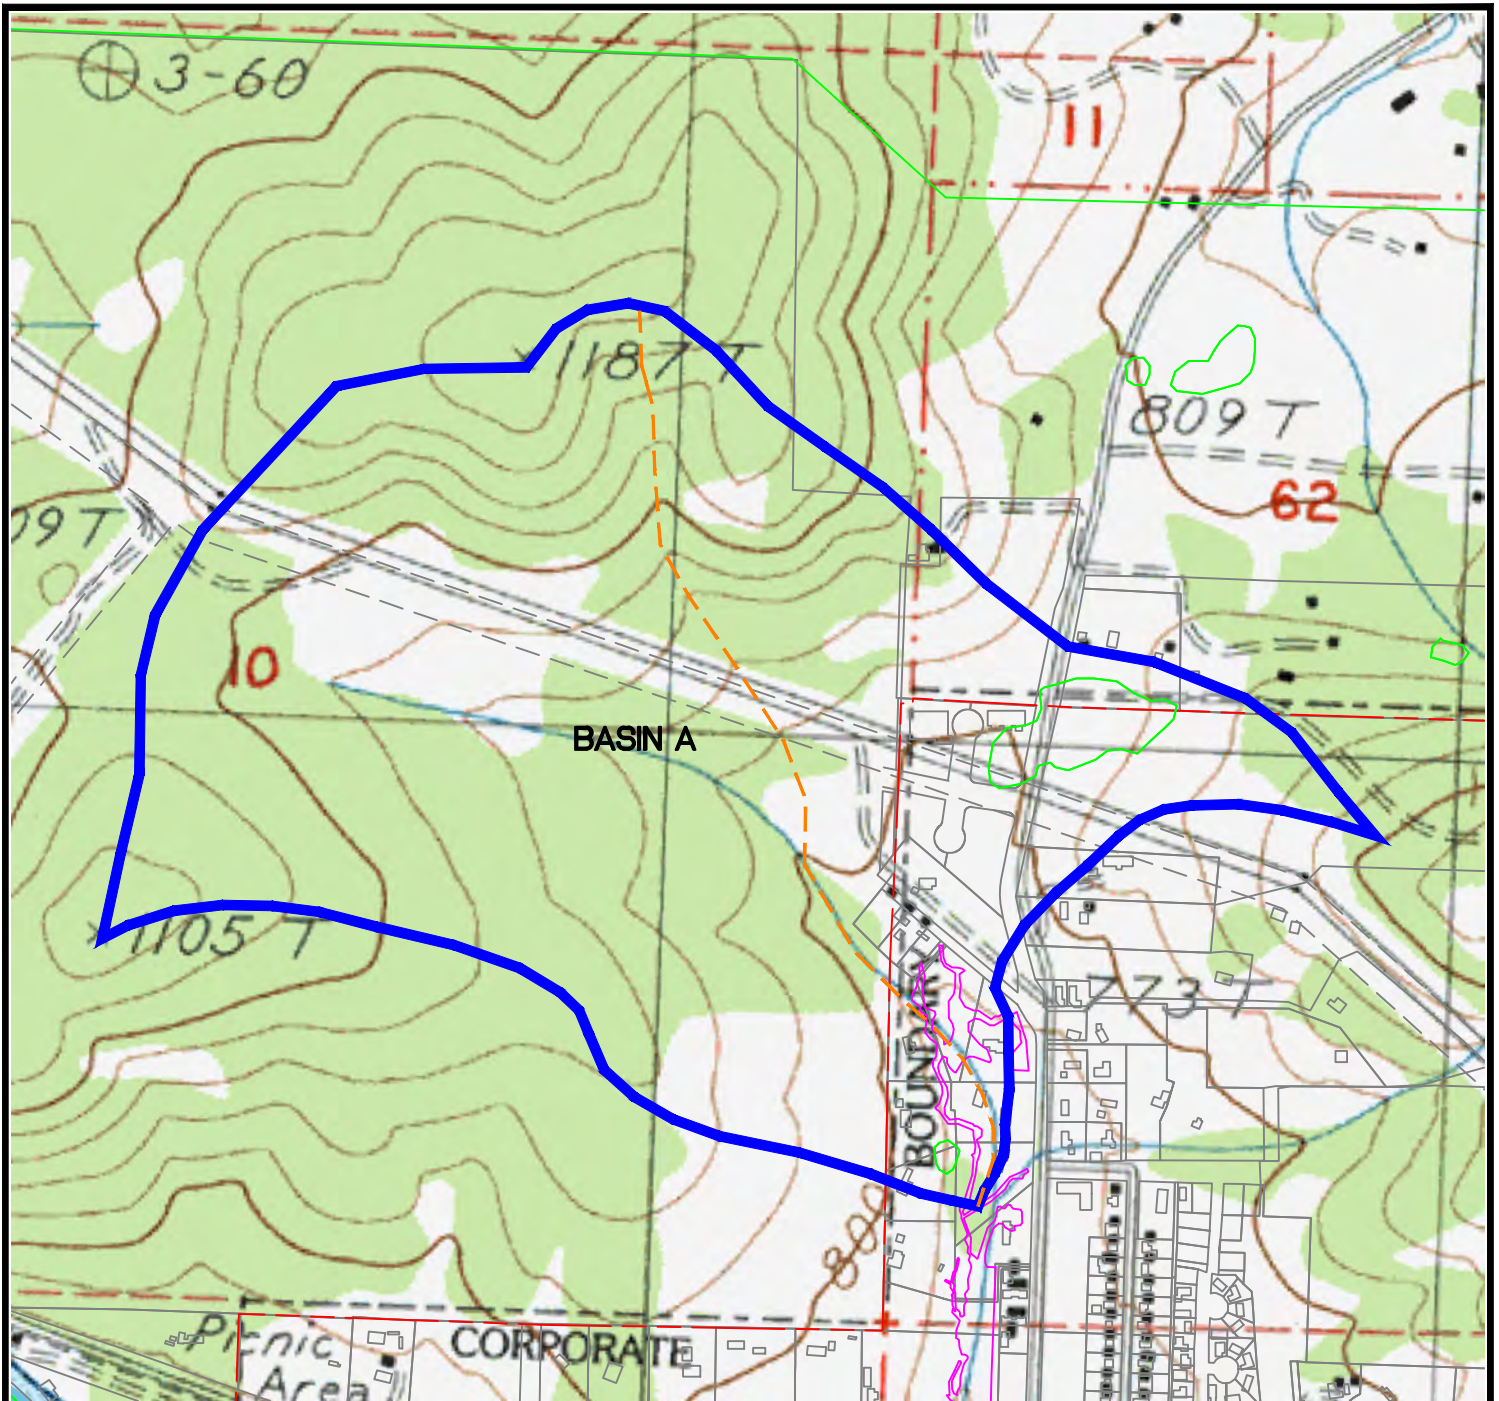 3-60
11
1187 T
809 T
62
09 T
10
BASIN A
1105 T
773 T
BOUNDARY
800
Picnic
Area
CORPORATE